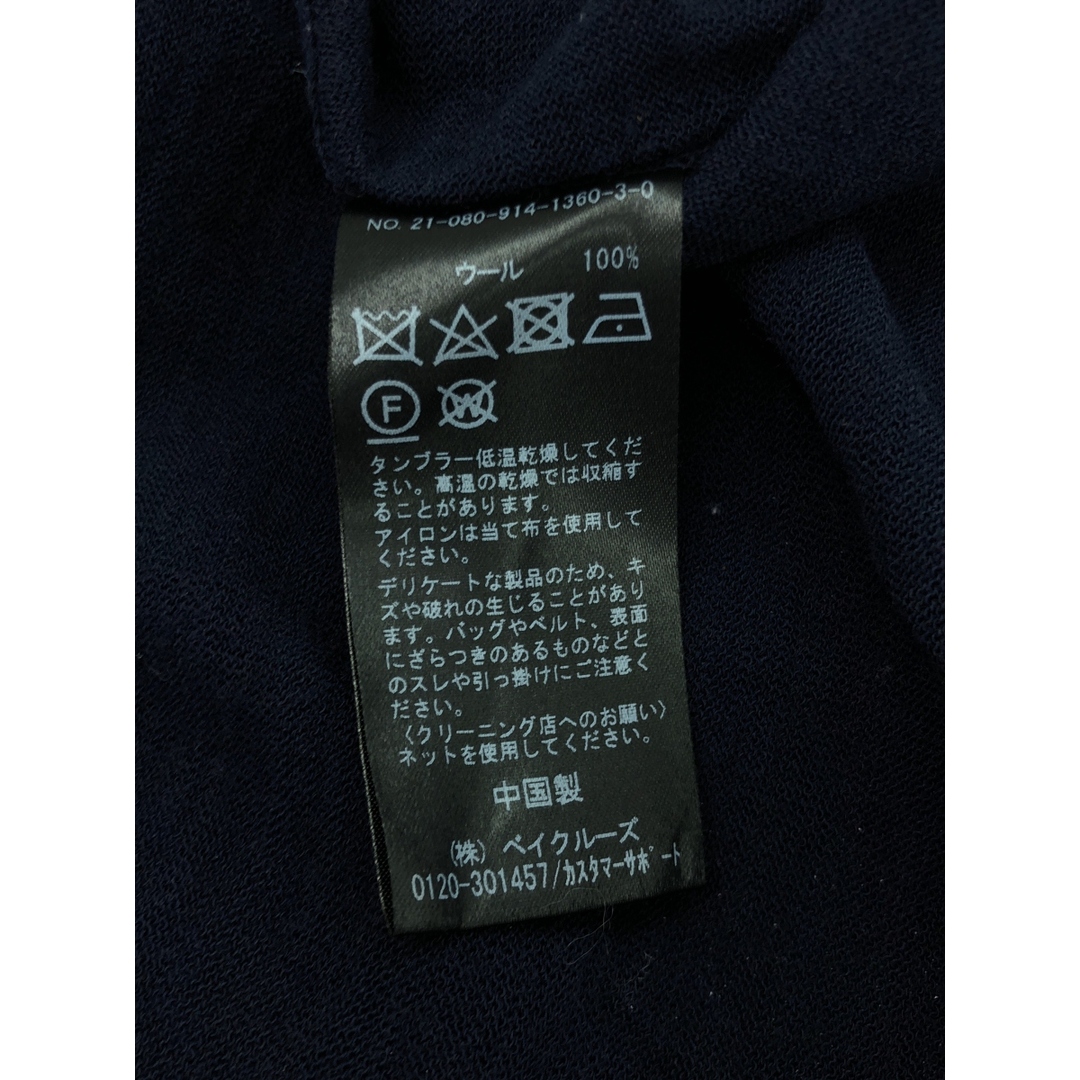 NO. 21-080-914-1360-3-0
ウール 100%
F
W
タンブラー低温乾燥してくだ
さい。高温の乾燥では収縮す
ることがあります。
アイロンは当て布を使用して
ください。
デリケートな製品のため、キ
ズや破れの生じることがあり
ます。バッグやベルト、表面
にざらつきのあるものなどと
のスレや引っ掛けにご注意く
ださい。
〈クリーニング店へのお願い〉
ネットを使用してください。
中国製
(株) ベイクルーズ
0120-301457/カスタマーサポート